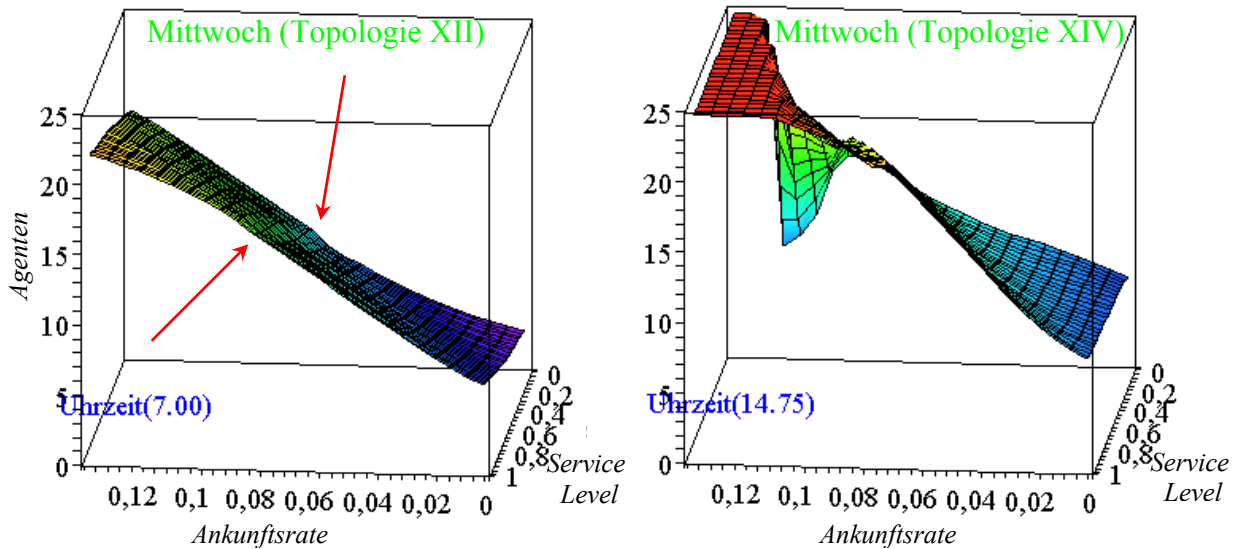 Mittwoch (Topologie XII)
25
20
15
10
5
0
Agenten
Uhrzeit(7.00)
0,12 0,1 0,08 0,06 0,04 0,02 0
Ankunftsrate
0
0,2
0,4
0,6
0,8
1
Service
Level
Mittwoch (Topologie XIV)
25
20
15
10
5
0
Uhrzeit(14.75)
0,12 0,1 0,08 0,06 0,04 0,02 0
Ankunftsrate
0
0,2
0,4
0,6
0,8
1
Service
Level